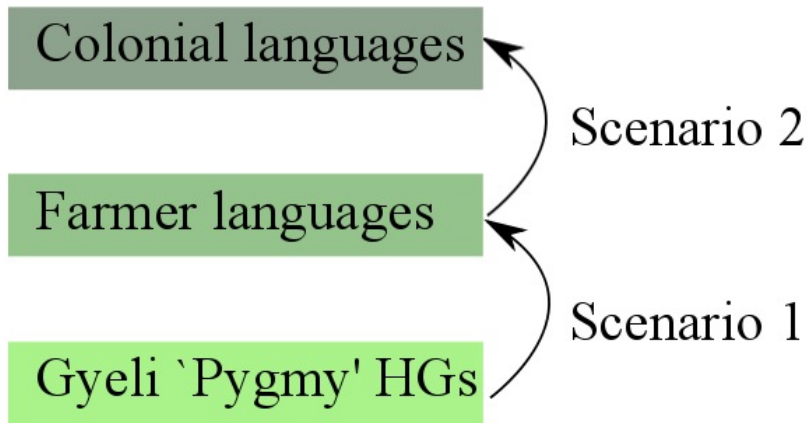 Colonial languages
Scenario 2
Farmer languages
Scenario 1
Gyeli `Pygmy' HGs